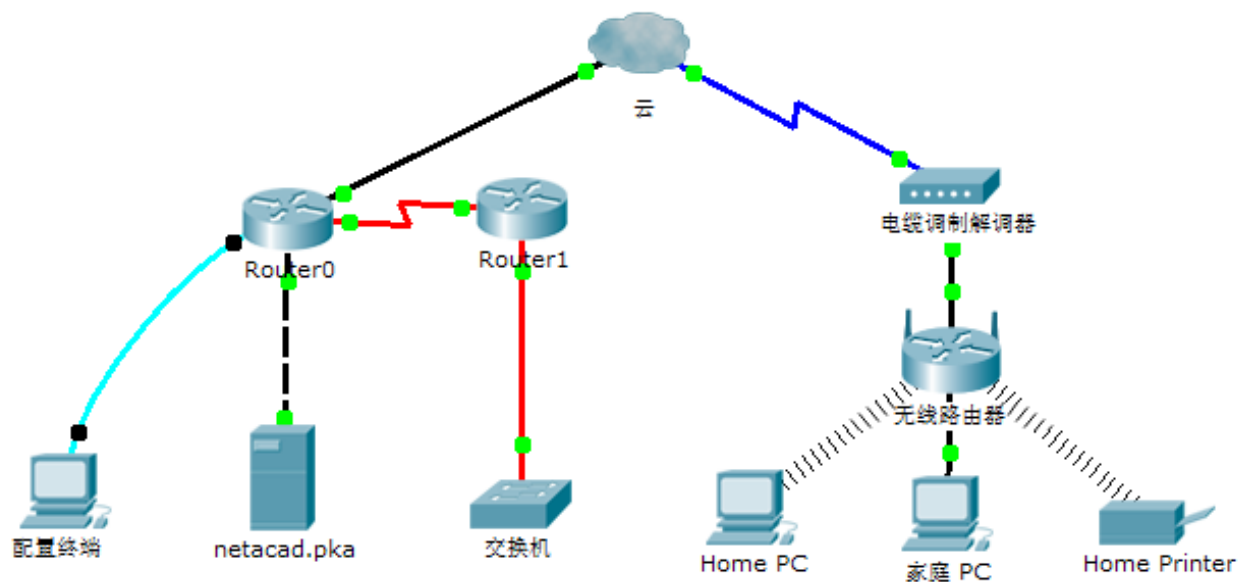 云
电缆调制解调器
Router0
Router1
无线路由器
配置终端
netacad.pka
交换机
Home PC
家庭 PC
Home Printer